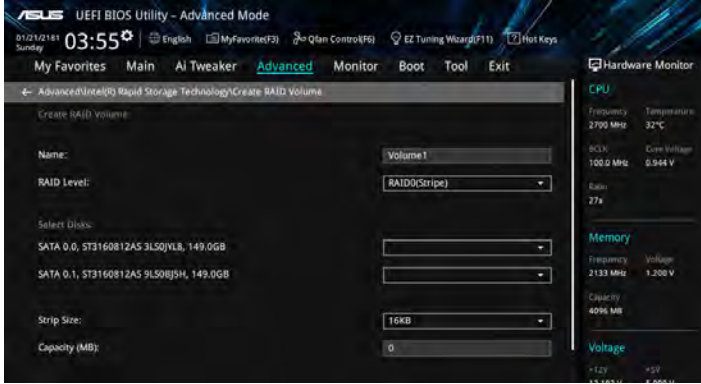 ASUS UEFI BIOS Utility – Advanced Mode
01/21/2181 Sunday 03:55 English MyFavorite(F3) Qfan Control(F6) EZ Tuning Wizard(F11) Hot Keys
My Favorites Main Ai Tweaker Advanced Monitor Boot Tool Exit
Hardware Monitor
← Advanced\Intel(R) Rapid Storage Technology\Create RAID Volume
Create RAID Volume
Name: Volume1
RAID Level: RAID0(Stripe)
Select Disks:
SATA 0.0, ST3160812AS 3LS0JYL8, 149.0GB
SATA 0.1, ST3160812AS 9LS0BJ5H, 149.0GB
Strip Size: 16KB
Capacity (MB): 0
CPU
Frequency Temperature
2700 MHz 32°C
BCLK Core Voltage
100.0 MHz 0.944 V
Ratio
27x
Memory
Frequency Voltage
2133 MHz 1.200 V
Capacity
4096 MB
Voltage
+12V +5V